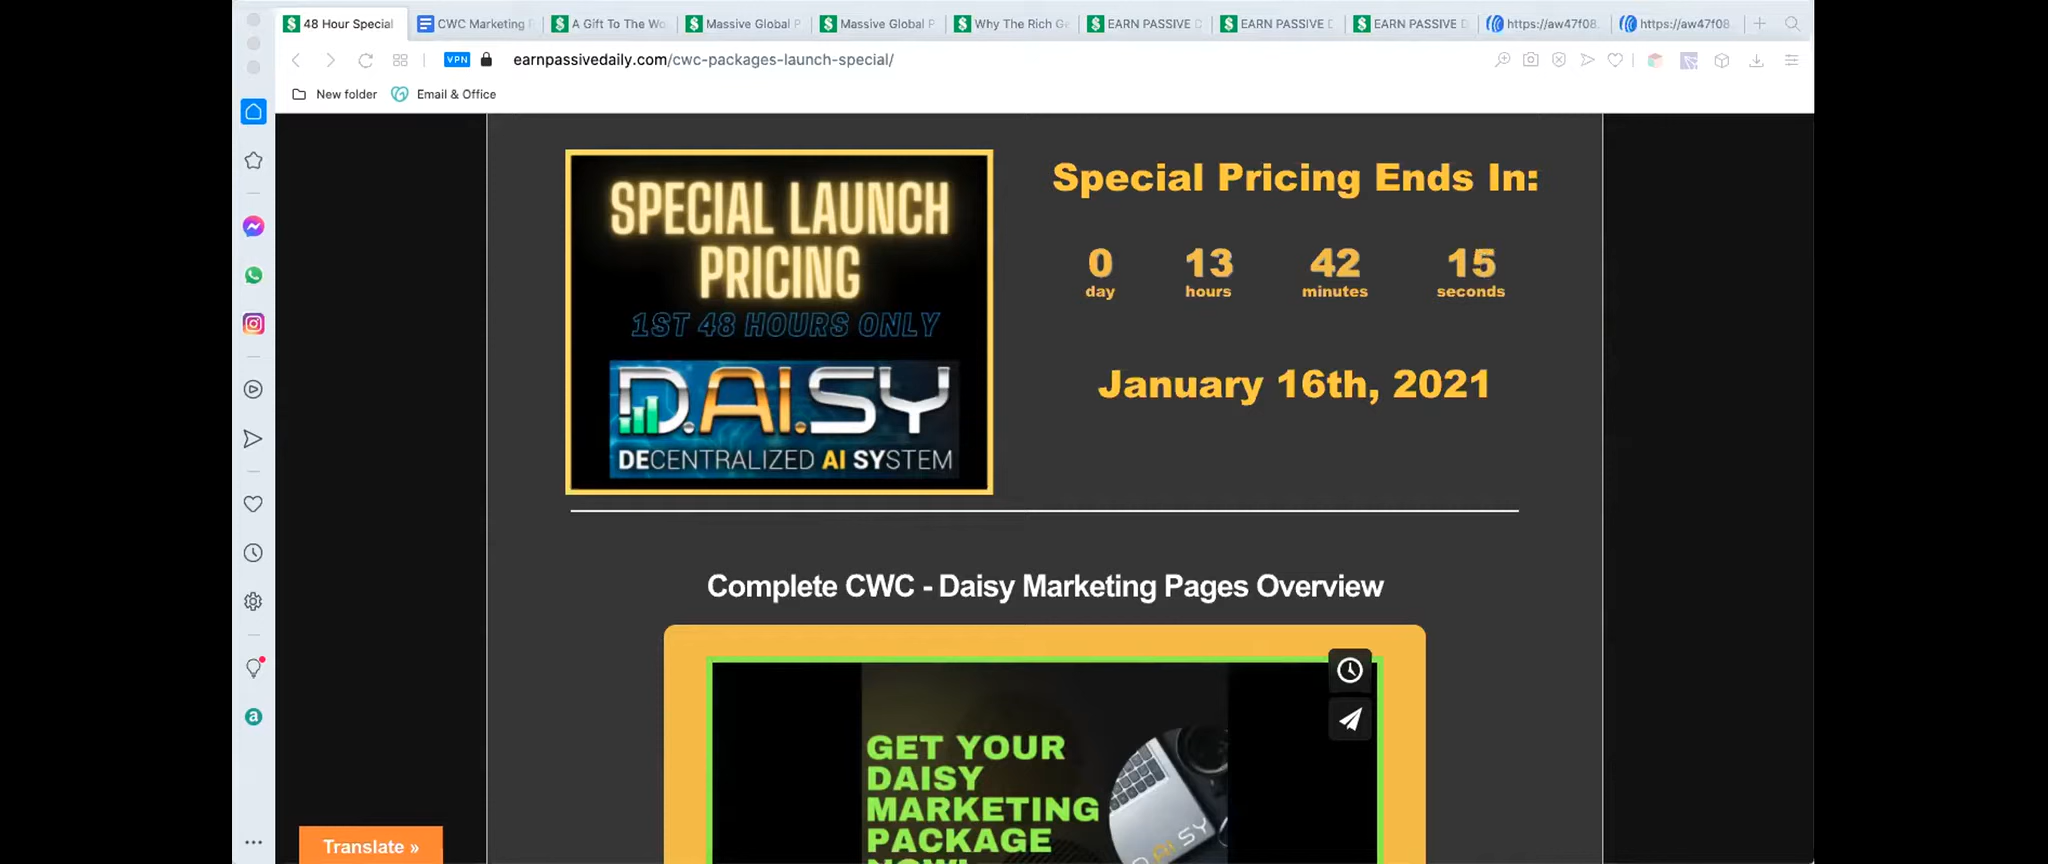 48 Hour Special
CWC Marketing
A Gift To The Wo
Massive Global P
Massive Global P
Why The Rich Ge
EARN PASSIVE D
EARN PASSIVE D
EARN PASSIVE D
https://aw47f08.
https://aw47f08.
VPN
earnpassivedaily.com/cwc-packages-launch-special/
New folder
Email & Office
SPECIAL LAUNCH
PRICING
1ST 48 HOURS ONLY
D.AI.SY
DECENTRALIZED AI SYSTEM
Special Pricing Ends In:
0 13 42 15
day hours minutes seconds
January 16th, 2021
Complete CWC - Daisy Marketing Pages Overview
GET YOUR
DAISY
MARKETING
PACKAGE
NOW!
D.AI.SY
Translate »